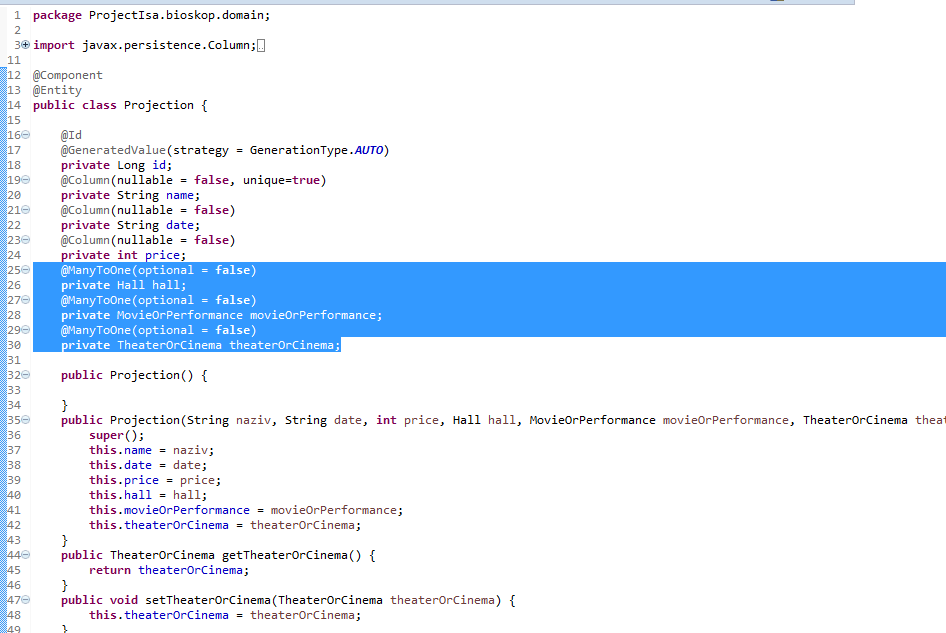 1 package ProjectIsa.bioskop.domain;
2
3 import javax.persistence.Column;
11
12 @Component
13 @Entity
14 public class Projection {
15
16 @Id
17 @GeneratedValue(strategy = GenerationType.AUTO)
18 private Long id;
19 @Column(nullable = false, unique=true)
20 private String name;
21 @Column(nullable = false)
22 private String date;
23 @Column(nullable = false)
24 private int price;
25 @ManyToOne(optional = false)
26 private Hall hall;
27 @ManyToOne(optional = false)
28 private MovieOrPerformance movieOrPerformance;
29 @ManyToOne(optional = false)
30 private TheaterOrCinema theaterOrCinema;
31
32 public Projection() {
33
34 }
35 public Projection(String naziv, String date, int price, Hall hall, MovieOrPerformance movieOrPerformance, TheaterOrCinema theat
36 super();
37 this.name = naziv;
38 this.date = date;
39 this.price = price;
40 this.hall = hall;
41 this.movieOrPerformance = movieOrPerformance;
42 this.theaterOrCinema = theaterOrCinema;
43 }
44 public TheaterOrCinema getTheaterOrCinema() {
45 return theaterOrCinema;
46 }
47 public void setTheaterOrCinema(TheaterOrCinema theaterOrCinema) {
48 this.theaterOrCinema = theaterOrCinema;
49 }